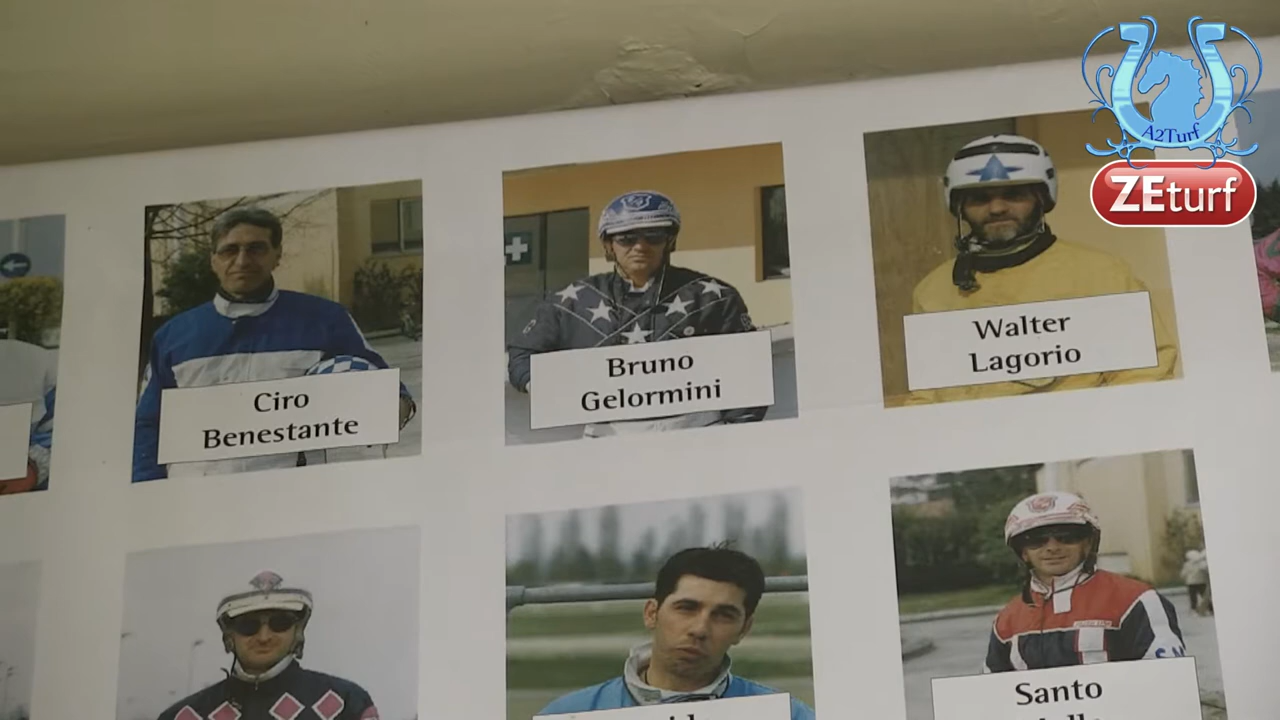 A2Turf
ZEturf
Ciro
Benestante
Bruno
Gelormini
Walter
Lagorio
Santo